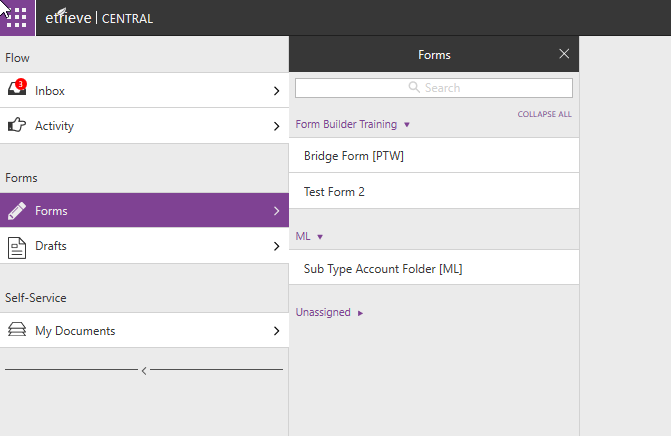 etrieve | CENTRAL
Flow
3
Inbox
Activity
Forms
Forms
Drafts
Self-Service
My Documents
Forms
Search
COLLAPSE ALL
Form Builder Training
Bridge Form [PTW]
Test Form 2
ML
Sub Type Account Folder [ML]
Unassigned